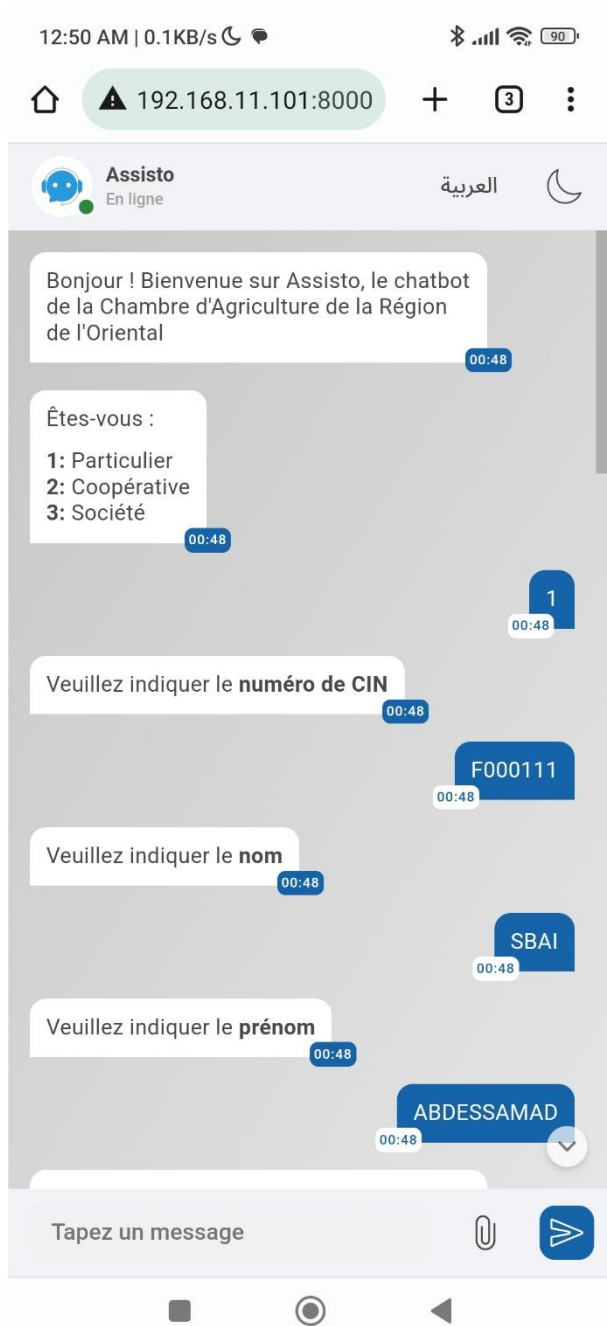 12:50 AM | 0.1KB/s
90
192.168.11.101:8000
3
Assisto
En ligne
العربية
Bonjour ! Bienvenue sur Assisto, le chatbot
de la Chambre d'Agriculture de la Région
de l'Oriental
00:48
Êtes-vous :
1: Particulier
2: Coopérative
3: Société
00:48
1
00:48
Veuillez indiquer le numéro de CIN
00:48
F000111
00:48
Veuillez indiquer le nom
00:48
SBAI
00:48
Veuillez indiquer le prénom
00:48
ABDESSAMAD
00:48
Tapez un message